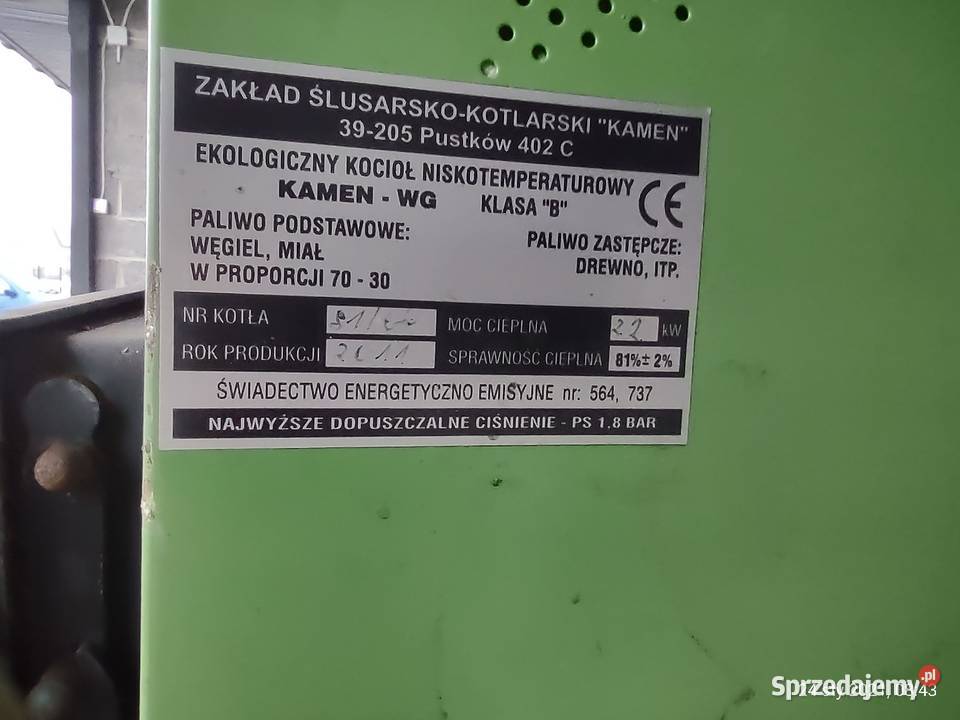 ZAKŁAD ŚLUSARSKO-KOTLARSKI "KAMEN"
39-205 Pustków 402 C
EKOLOGICZNY KOCIOŁ NISKOTEMPERATUROWY
KAMEN - WG KLASA "B" CE
PALIWO PODSTAWOWE:
WĘGIEL, MIAŁ
W PROPORCJI 70 - 30
PALIWO ZASTĘPCZE:
DREWNO, ITP.
NR KOTŁA
ROK PRODUKCJI 2011
MOC CIEPLNA 22 kW
SPRAWNOŚĆ CIEPLNA 81%± 2%
ŚWIADECTWO ENERGETYCZNO EMISYJNE nr: 564, 737
NAJWYŻSZE DOPUSZCZALNE CIŚNIENIE - PS 1.8 BAR
Sprzedajemy.pl